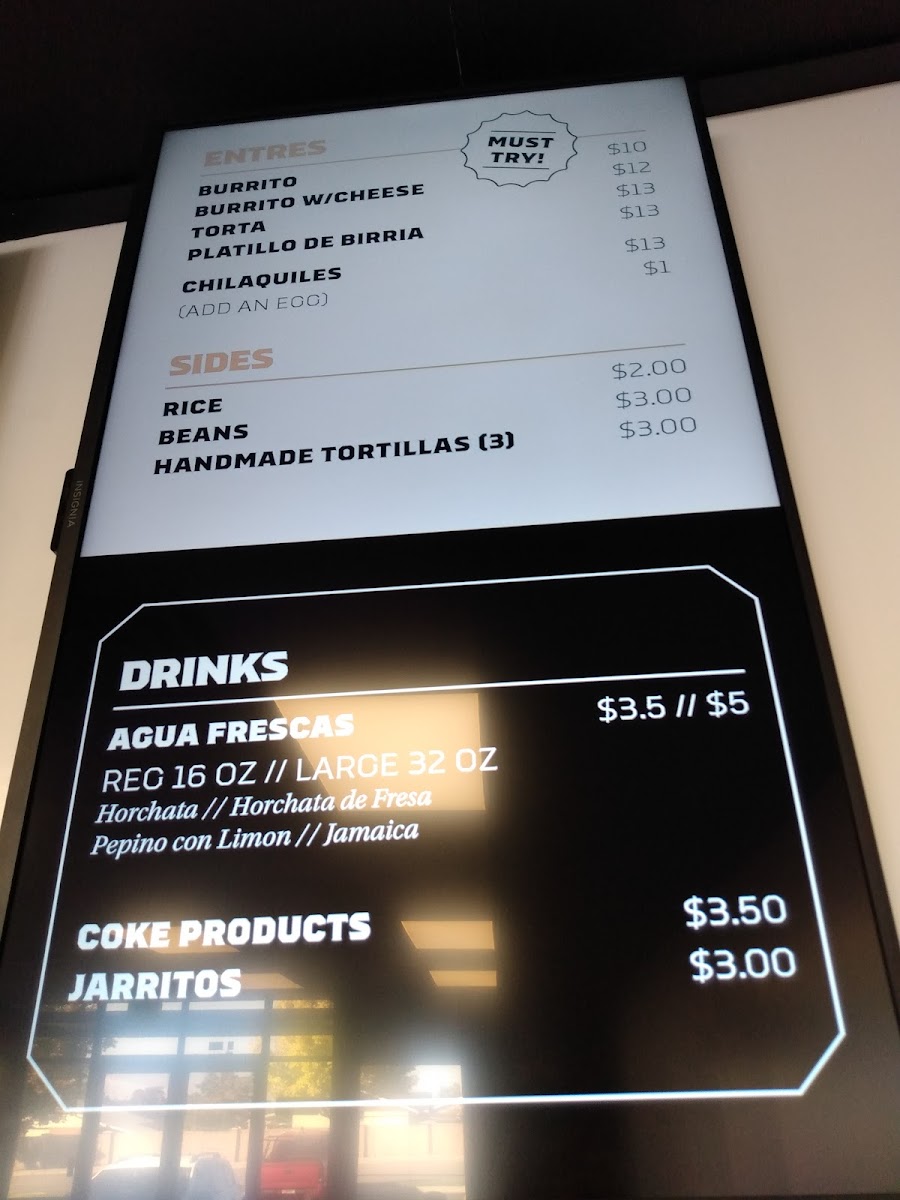 ENTRES
MUST
TRY!
BURRITO $10
BURRITO W/CHEESE $12
TORTA $13
PLATILLO DE BIRRIA $13
CHILAQUILES $13
(ADD AN EGG) $1
SIDES
RICE $2.00
BEANS $3.00
HANDMADE TORTILLAS (3) $3.00
INSIGNIA
DRINKS
AGUA FRESCAS $3.5 // $5
REG 16 OZ // LARGE 32 OZ
Horchata // Horchata de Fresa
Pepino con Limon // Jamaica
COKE PRODUCTS $3.50
JARRITOS $3.00